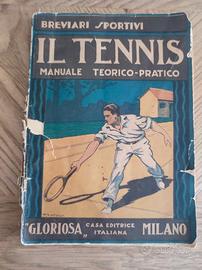 BREVIARI SPORTIVI
IL TENNIS
MANUALE TEORICO-PRATICO
"GLORIOSA„ CASA EDITRICE ITALIANA MILANO